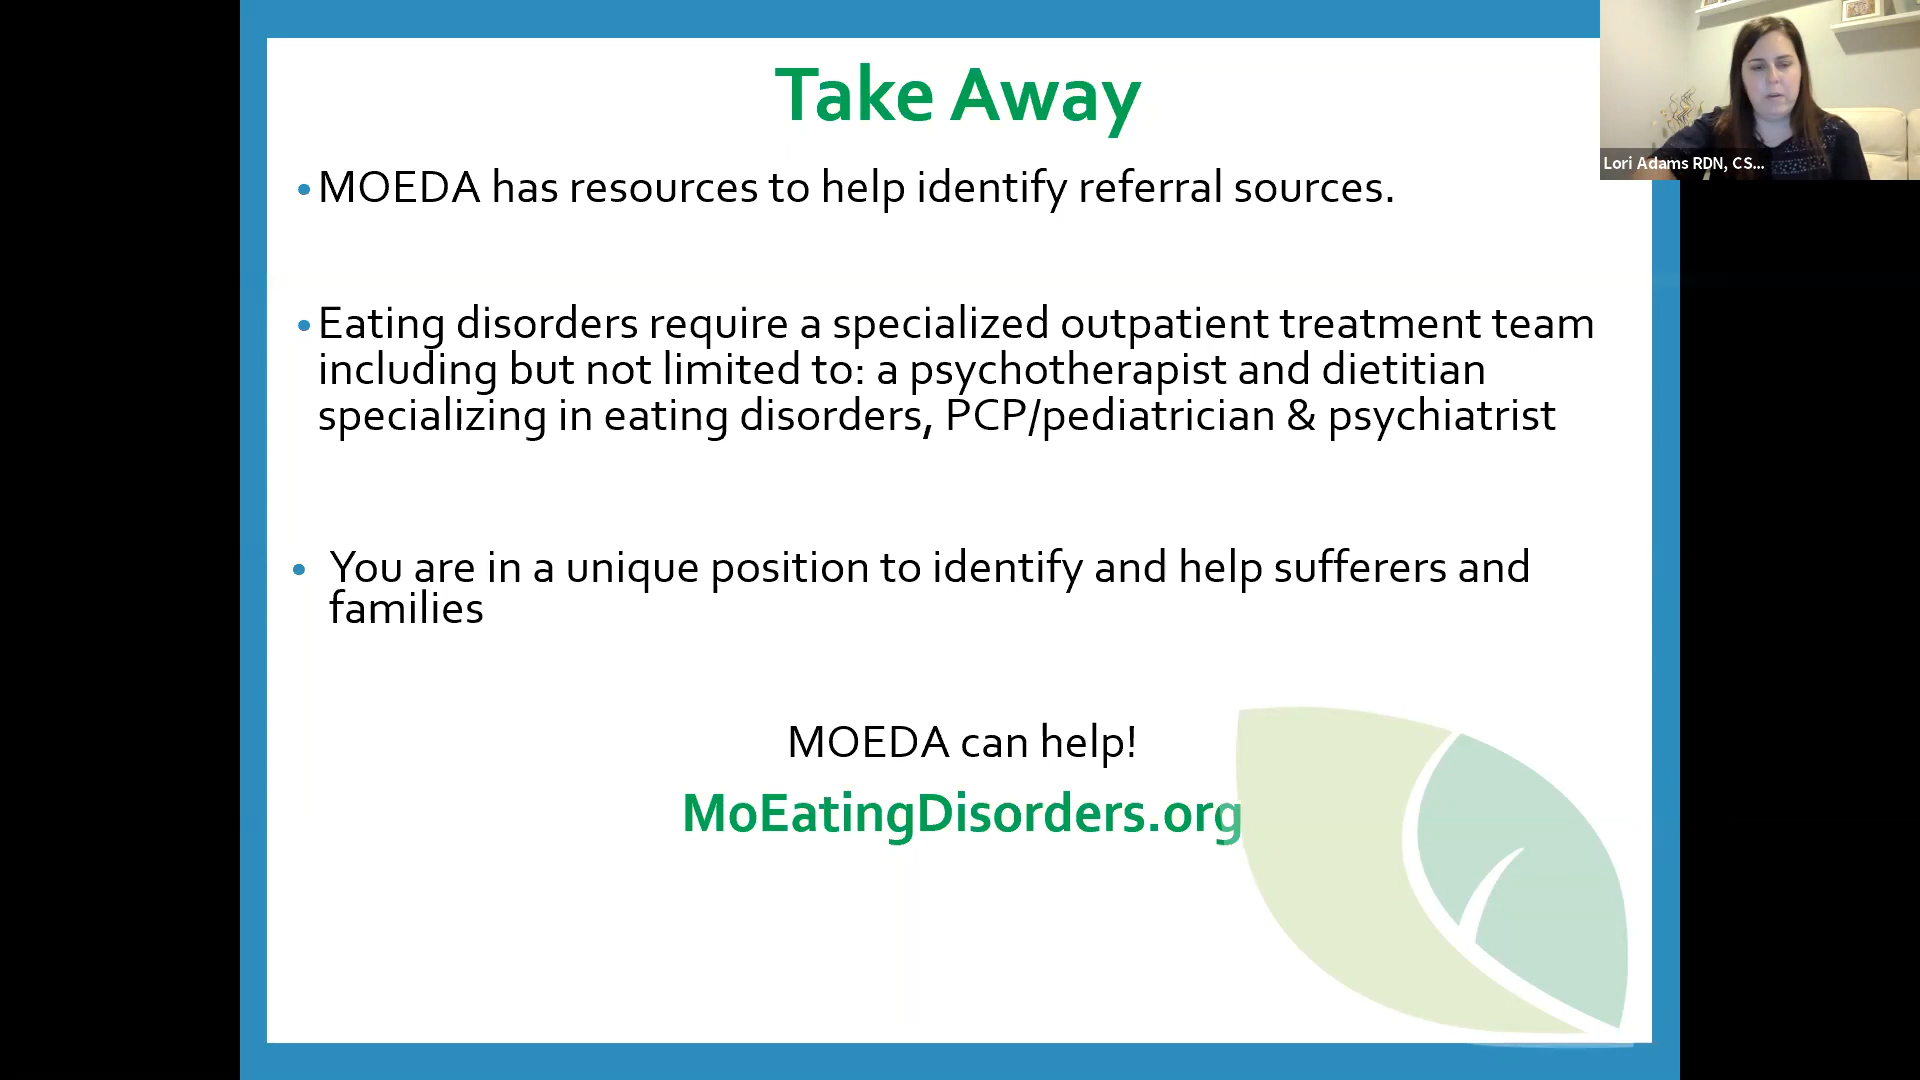 Take Away
• MOEDA has resources to help identify referral sources.
• Eating disorders require a specialized outpatient treatment team
including but not limited to: a psychotherapist and dietitian
specializing in eating disorders, PCP/pediatrician & psychiatrist
• You are in a unique position to identify and help sufferers and
families
MOEDA can help!
MoEatingDisorders.org
Lori Adams RDN, CS...